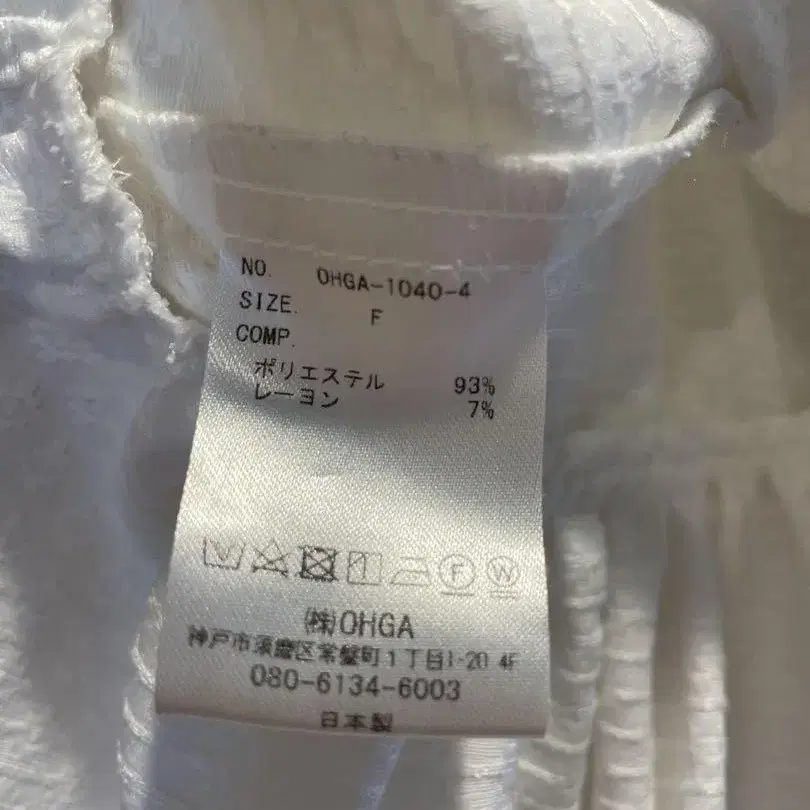 NO. OHGA-1040-4
SIZE. F
COMP.
ポリエステル 93%
レーヨン 7%
F W
㈱OHGA
神戸市須磨区常盤町1丁目1-20 4F
080-6134-6003
日本製